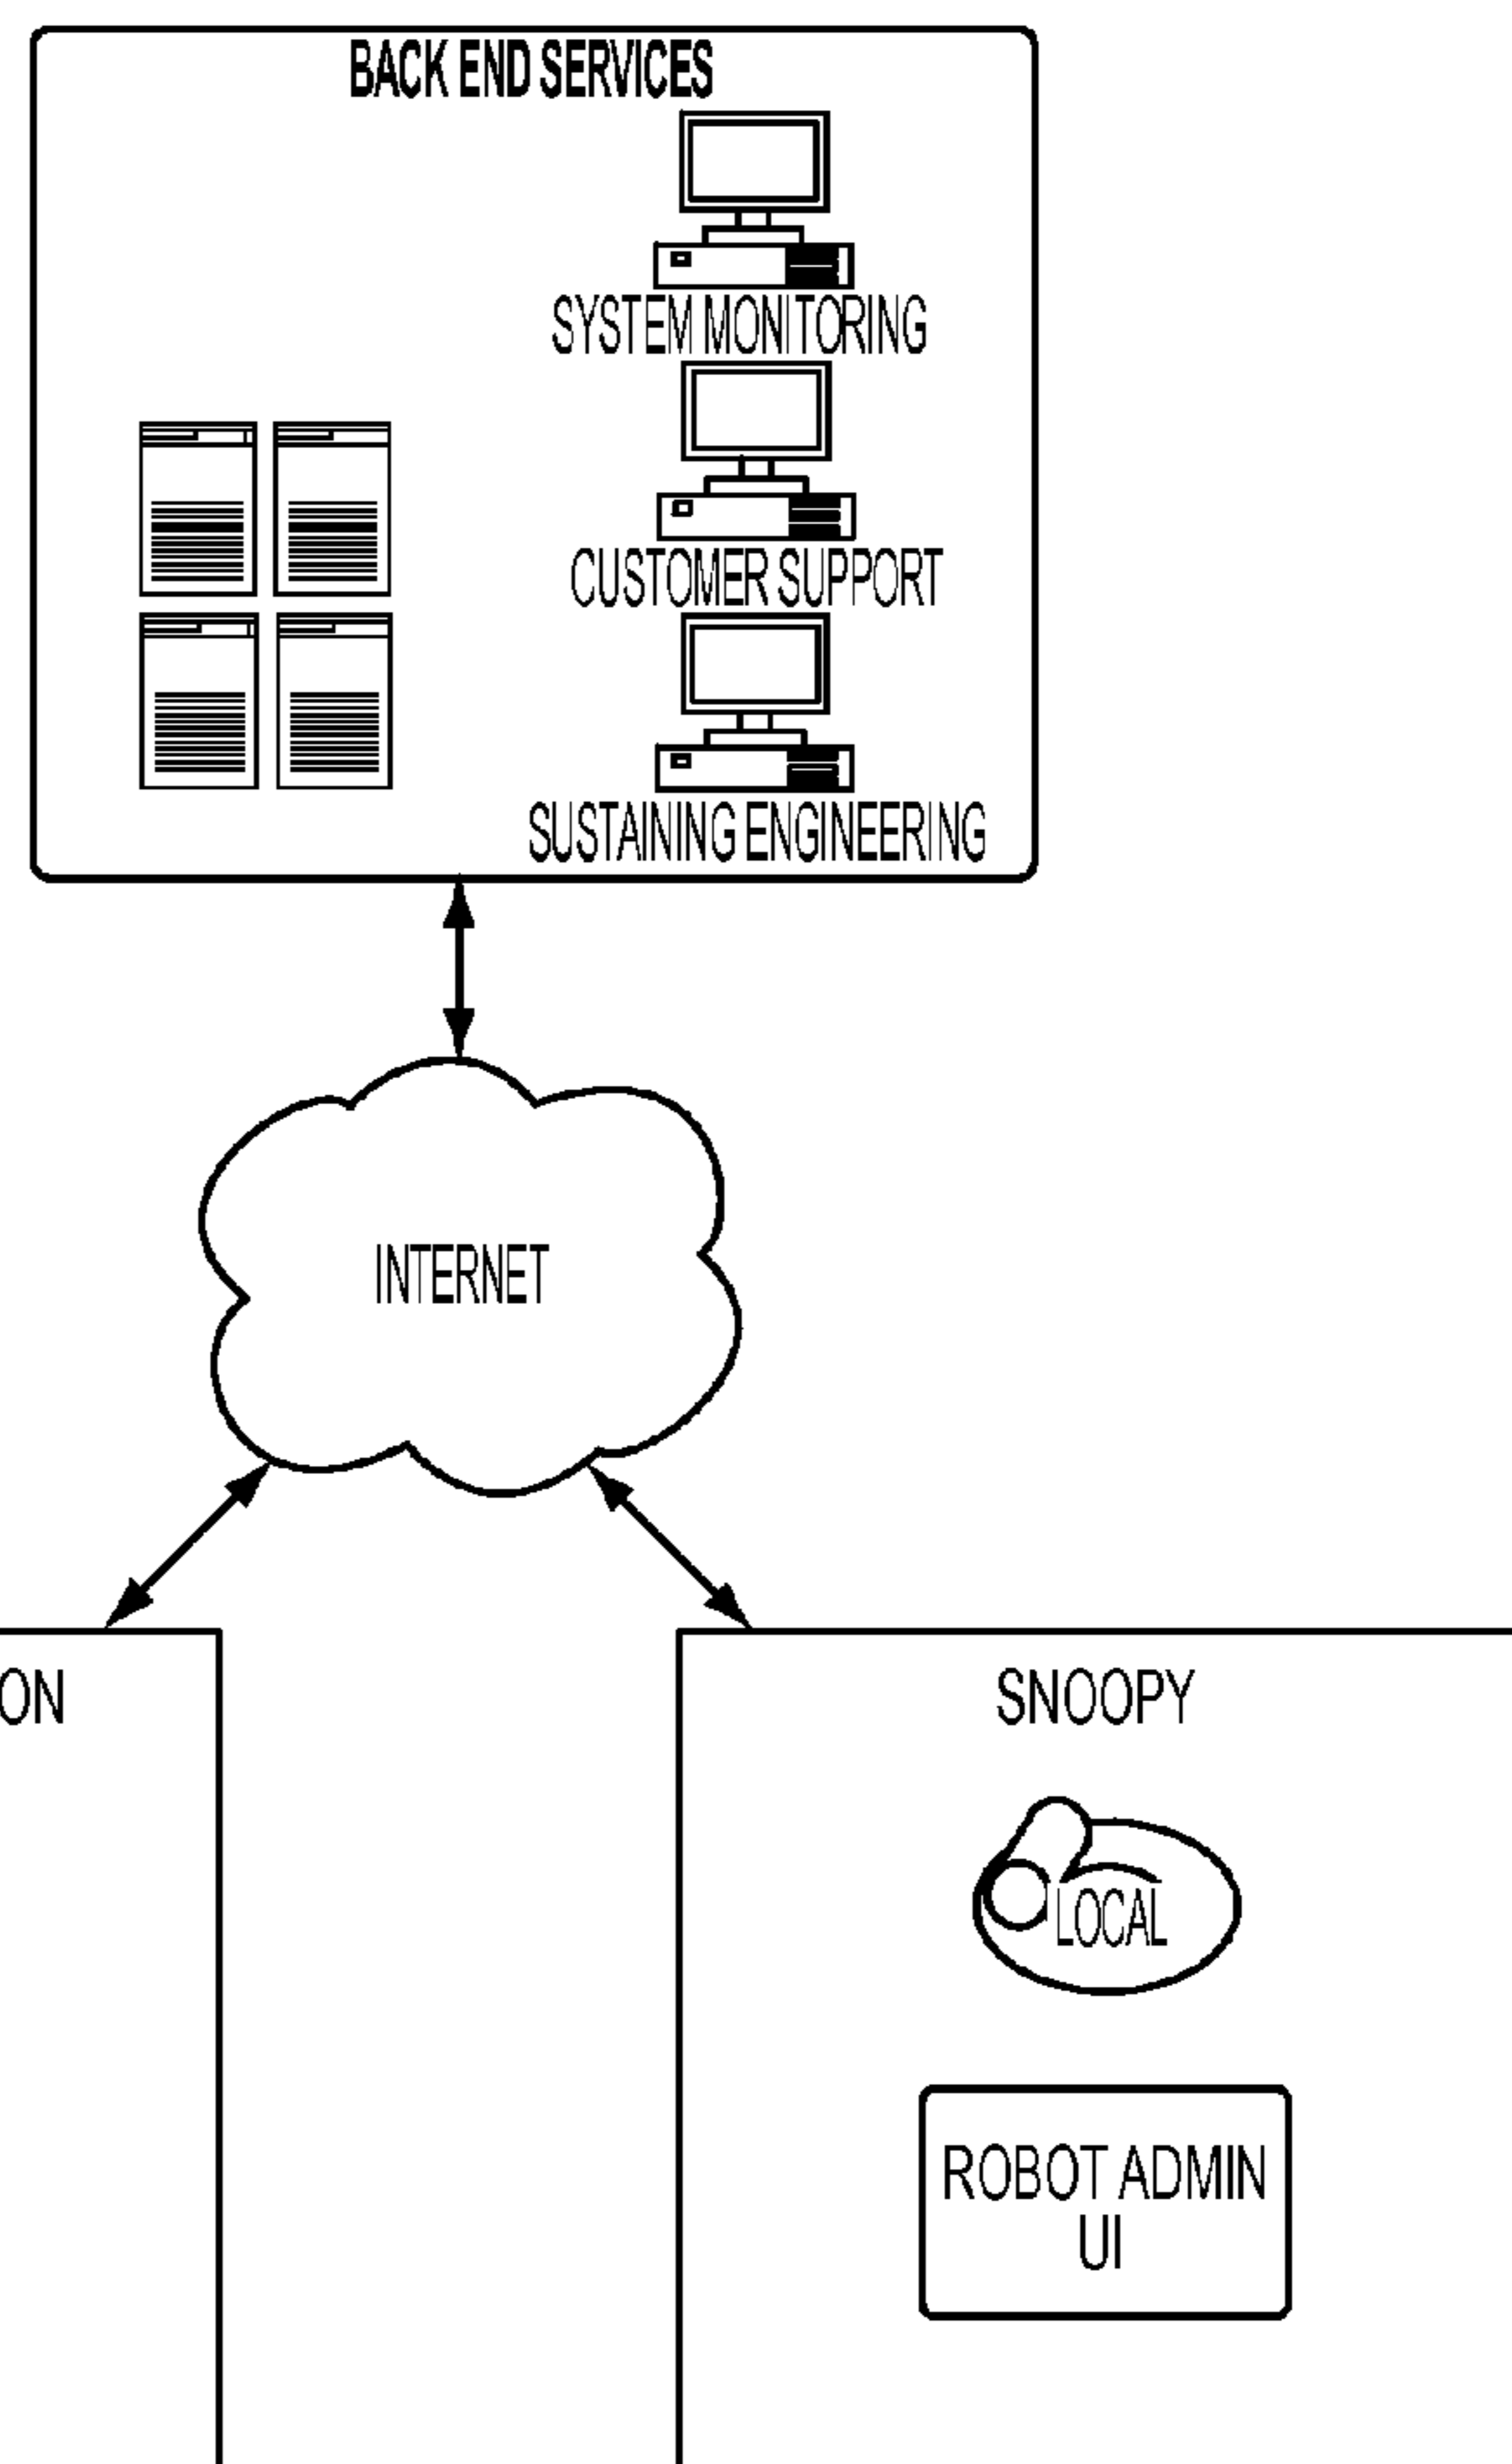 BACK END SERVICES
SYSTEM MONITORING
CUSTOMER SUPPORT
SUSTAINING ENGINEERING
INTERNET
ON
SNOOPY
LOCAL
ROBOT ADMIN
UI